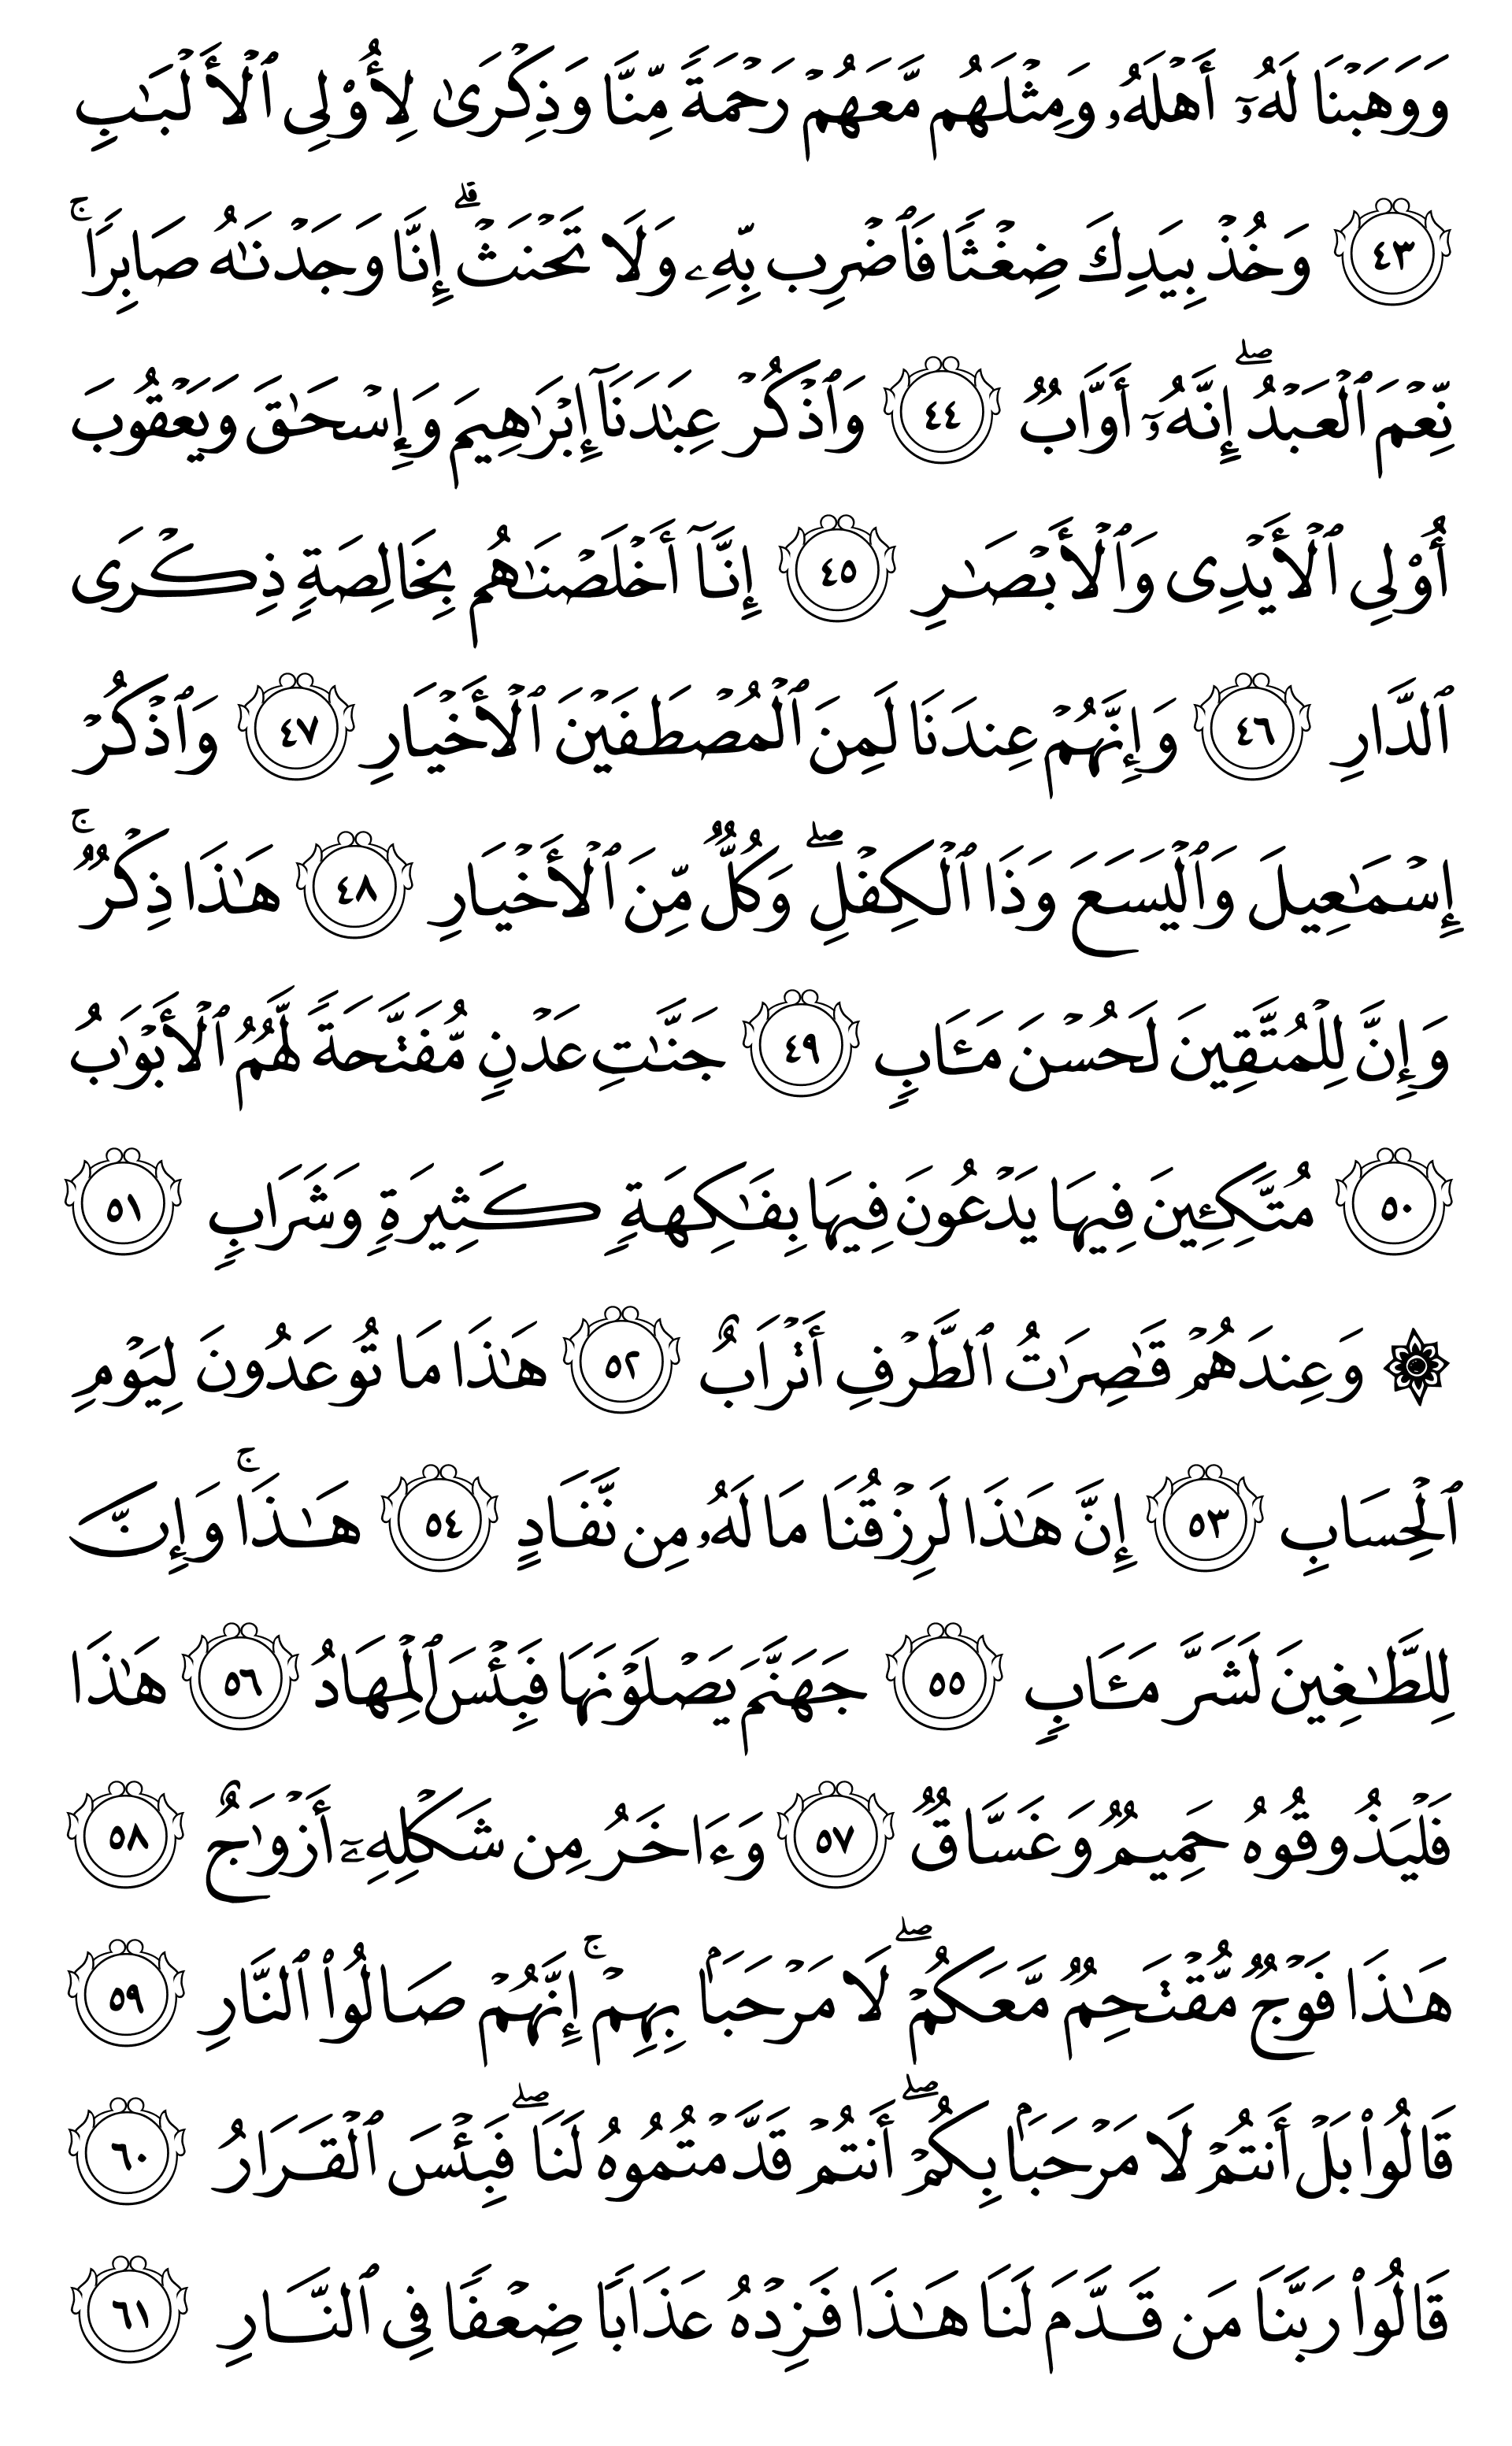 وَوَهَبۡنَا لَهُۥٓ أَهۡلَهُۥ وَمِثۡلَهُم مَّعَهُمۡ رَحۡمَةٗ مِّنَّا وَذِكۡرَىٰ لِأُوْلِي ٱلۡأَلۡبَٰبِ
٤٣ وَخُذۡ بِيَدِكَ ضِغۡثٗا فَٱضۡرِب بِّهِۦ وَلَا تَحۡنَثۡۗ إِنَّا وَجَدۡنَٰهُ صَابِرٗاۚ
نِّعۡمَ ٱلۡعَبۡدُ إِنَّهُۥٓ أَوَّابٞ ٤٤ وَٱذۡكُرۡ عِبَٰدَنَآ إِبۡرَٰهِيمَ وَإِسۡحَٰقَ وَيَعۡقُوبَ
أُوْلِي ٱلۡأَيۡدِي وَٱلۡأَبۡصَٰرِ ٤٥ إِنَّآ أَخۡلَصۡنَٰهُم بِخَالِصَةٖ ذِكۡرَى
ٱلدَّارِ ٤٦ وَإِنَّهُمۡ عِندَنَا لَمِنَ ٱلۡمُصۡطَفَيۡنَ ٱلۡأَخۡيَارِ ٤٧ وَٱذۡكُرۡ
إِسۡمَٰعِيلَ وَٱلۡيَسَعَ وَذَا ٱلۡكِفۡلِۖ وَكُلّٞ مِّنَ ٱلۡأَخۡيَارِ ٤٨ هَٰذَا ذِكۡرٞۚ
وَإِنَّ لِلۡمُتَّقِينَ لَحُسۡنَ مَـَٔابٖ ٤٩ جَنَّٰتِ عَدۡنٖ مُّفَتَّحَةٗ لَّهُمُ ٱلۡأَبۡوَٰبُ
٥٠ مُتَّكِـِٔينَ فِيهَا يَدۡعُونَ فِيهَا بِفَٰكِهَةٖ كَثِيرَةٖ وَشَرَابٖ ٥١
۞ وَعِندَهُمۡ قَٰصِرَٰتُ ٱلطَّرۡفِ أَتۡرَابٌ ٥٢ هَٰذَا مَا تُوعَدُونَ لِيَوۡمِ
ٱلۡحِسَابِ ٥٣ إِنَّ هَٰذَا لَرِزۡقُنَا مَا لَهُۥ مِن نَّفَادٍ ٥٤ هَٰذَاۚ وَإِنَّ
لِلطَّٰغِينَ لَشَرَّ مَـَٔابٖ ٥٥ جَهَنَّمَ يَصۡلَوۡنَهَا فَبِئۡسَ ٱلۡمِهَادُ ٥٦ هَٰذَا
فَلۡيَذُوقُوهُ حَمِيمٞ وَغَسَّاقٞ ٥٧ وَءَاخَرُ مِن شَكۡلِهِۦٓ أَزۡوَٰجٌ ٥٨
هَٰذَا فَوۡجٞ مُّقۡتَحِمٞ مَّعَكُمۡۖ لَا مَرۡحَبَۢا بِهِمۡۚ إِنَّهُمۡ صَالُواْ ٱلنَّارِ ٥٩
قَالُواْ بَلۡ أَنتُمۡ لَا مَرۡحَبَۢا بِكُمۡۖ أَنتُمۡ قَدَّمۡتُمُوهُ لَنَاۖ فَبِئۡسَ ٱلۡقَرَارُ ٦٠
قَالُواْ رَبَّنَا مَن قَدَّمَ لَنَا هَٰذَا فَزِدۡهُ عَذَابٗا ضِعۡفٗا فِي ٱلنَّارِ ٦١